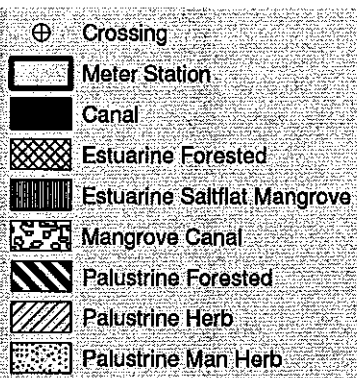 Crossing
Meter Station
Canal
Estuarine Forested
Estuarine Saltflat Mangrove
Mangrove Canal
Palustrine Forested
Palustrine Herb
Palustrine Man Herb